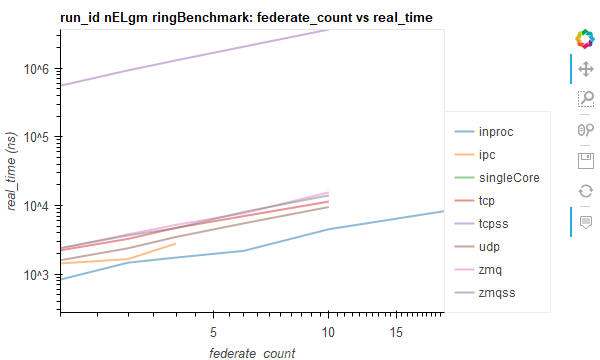 run_id nELgm ringBenchmark: federate_count vs real_time
real_time (ns)
10^6
10^5
10^4
10^3
5
10
15
federate_count
inproc
ipc
singleCore
tcp
tcpss
udp
zmq
zmqss